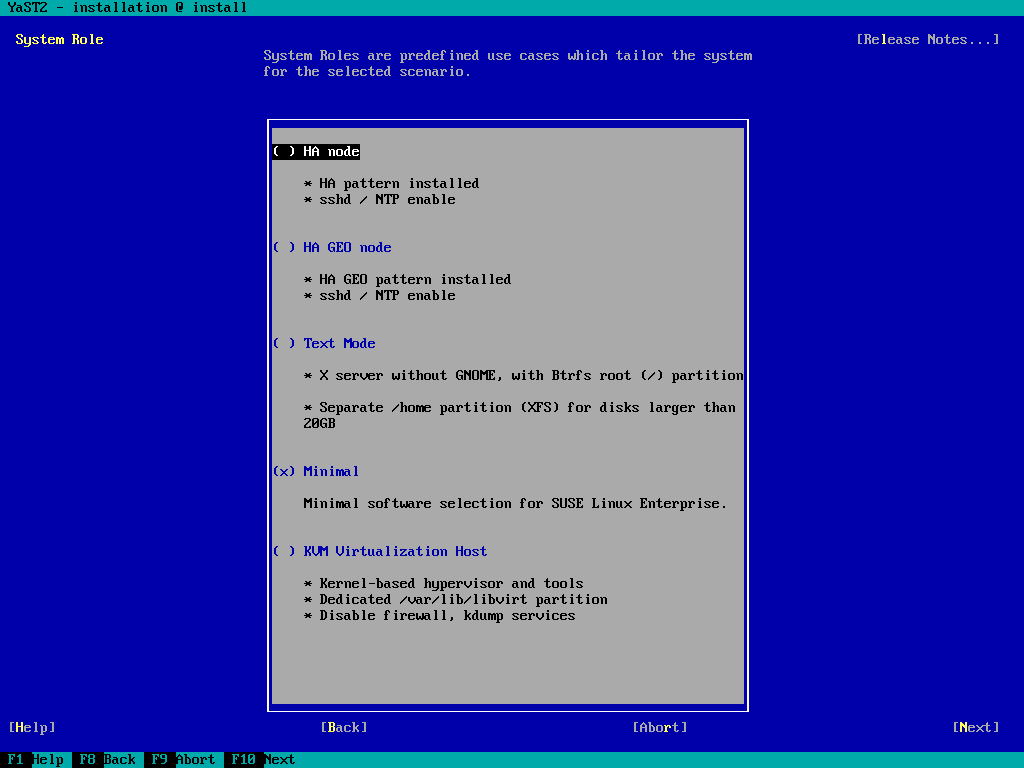 YaST2 - installation @ install
System Role [Release Notes...]
System Roles are predefined use cases which tailor the system
for the selected scenario.
( ) HA node
* HA pattern installed
* sshd / NTP enable
( ) HA GEO node
* HA GEO pattern installed
* sshd / NTP enable
( ) Text Mode
* X server without GNOME, with Btrfs root (/) partition
* Separate /home partition (XFS) for disks larger than
20GB
(x) Minimal
Minimal software selection for SUSE Linux Enterprise.
( ) KVM Virtualization Host
* Kernel-based hypervisor and tools
* Dedicated /var/lib/libvirt partition
* Disable firewall, kdump services
[Help] [Back] [Abort] [Next]
F1 Help F8 Back F9 Abort F10 Next